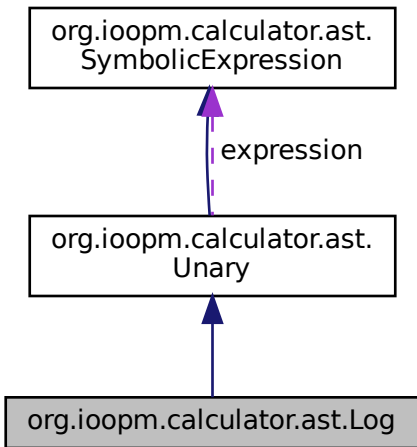 org.ioopm.calculator.ast.
SymbolicExpression
expression
org.ioopm.calculator.ast.
Unary
org.ioopm.calculator.ast.Log